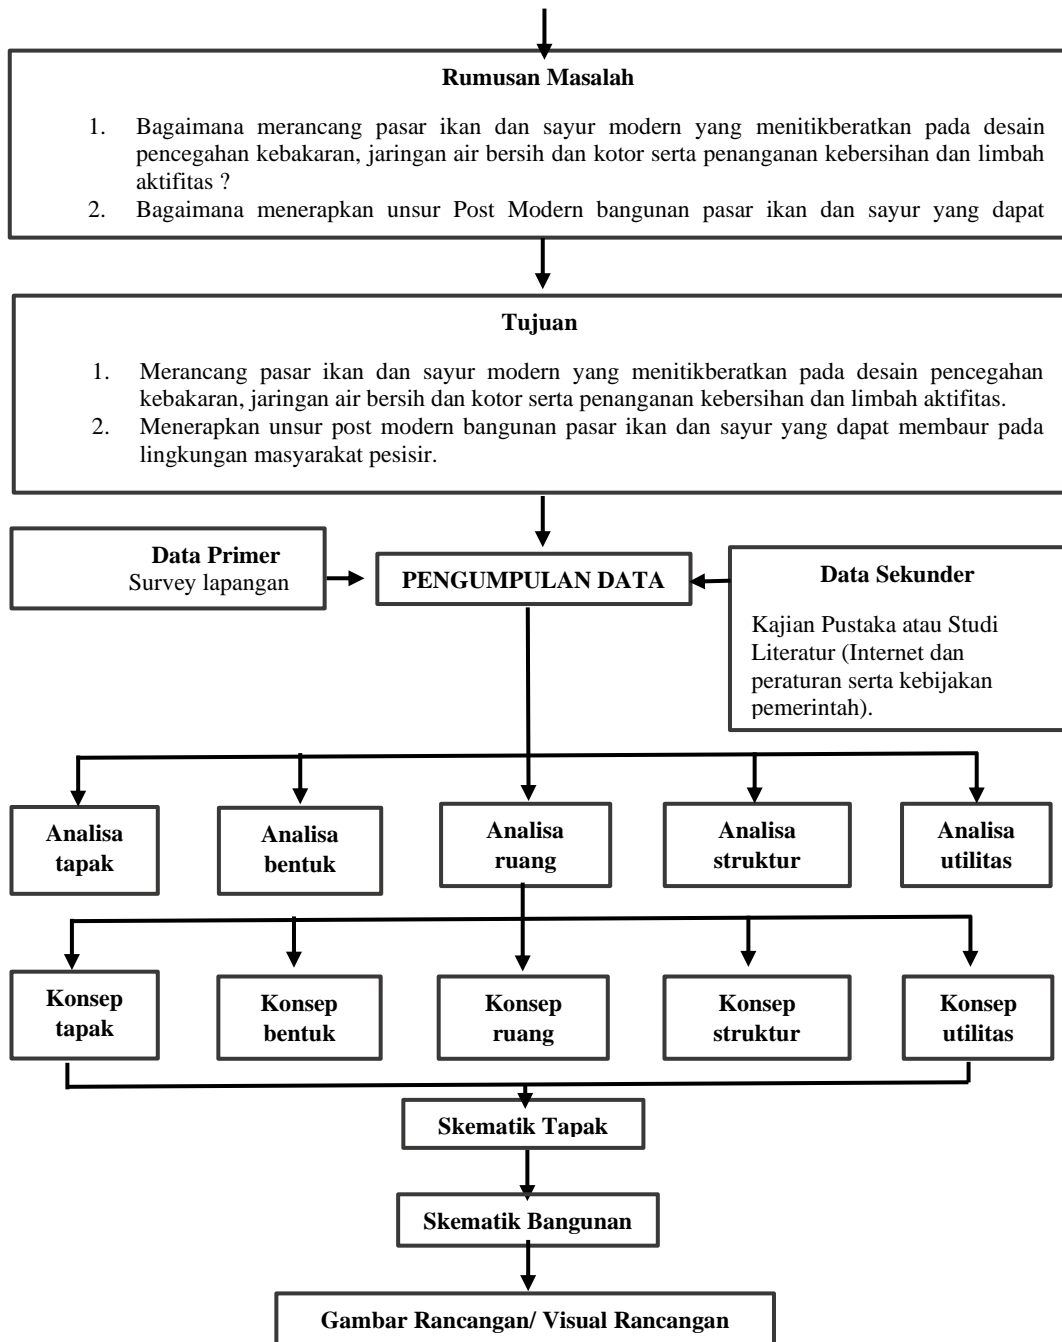 Rumusan Masalah
1. Bagaimana merancang pasar ikan dan sayur modern yang menitikberatkan pada desain
pencegahan kebakaran, jaringan air bersih dan kotor serta penanganan kebersihan dan limbah
aktifitas ?
2. Bagaimana menerapkan unsur Post Modern bangunan pasar ikan dan sayur yang dapat
Tujuan
1. Merancang pasar ikan dan sayur modern yang menitikberatkan pada desain pencegahan
kebakaran, jaringan air bersih dan kotor serta penanganan kebersihan dan limbah aktifitas.
2. Menerapkan unsur post modern bangunan pasar ikan dan sayur yang dapat membaur pada
lingkungan masyarakat pesisir.
Data Primer
Survey lapangan
PENGUMPULAN DATA
Data Sekunder
Kajian Pustaka atau Studi
Literatur (Internet dan
peraturan serta kebijakan
pemerintah).
Analisa
tapak
Analisa
bentuk
Analisa
ruang
Analisa
struktur
Analisa
utilitas
Konsep
tapak
Konsep
bentuk
Konsep
ruang
Konsep
struktur
Konsep
utilitas
Skematik Tapak
Skematik Bangunan
Gambar Rancangan/ Visual Rancangan